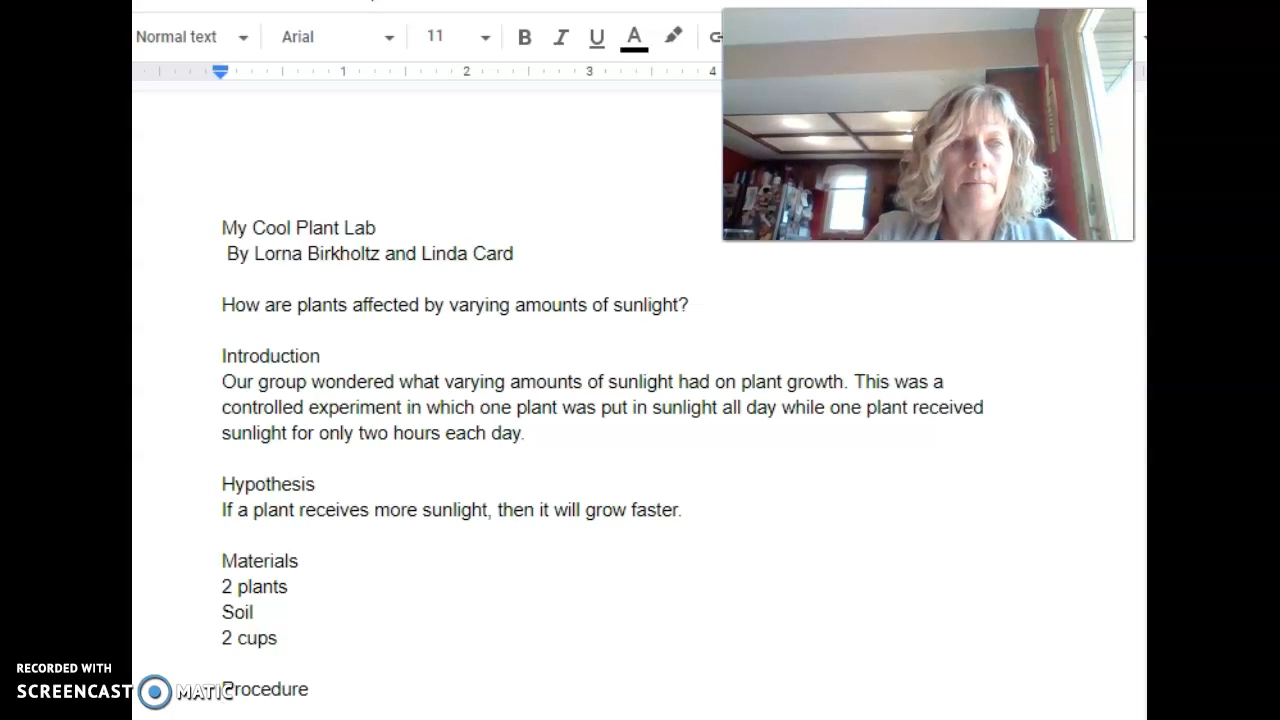 Normal text Arial 11 B I U A
1 2 3 4
My Cool Plant Lab
By Lorna Birkholtz and Linda Card
How are plants affected by varying amounts of sunlight?
Introduction
Our group wondered what varying amounts of sunlight had on plant growth. This was a
controlled experiment in which one plant was put in sunlight all day while one plant received
sunlight for only two hours each day.
Hypothesis
If a plant receives more sunlight, then it will grow faster.
Materials
2 plants
Soil
2 cups
Procedure
RECORDED WITH
SCREENCAST MATIC